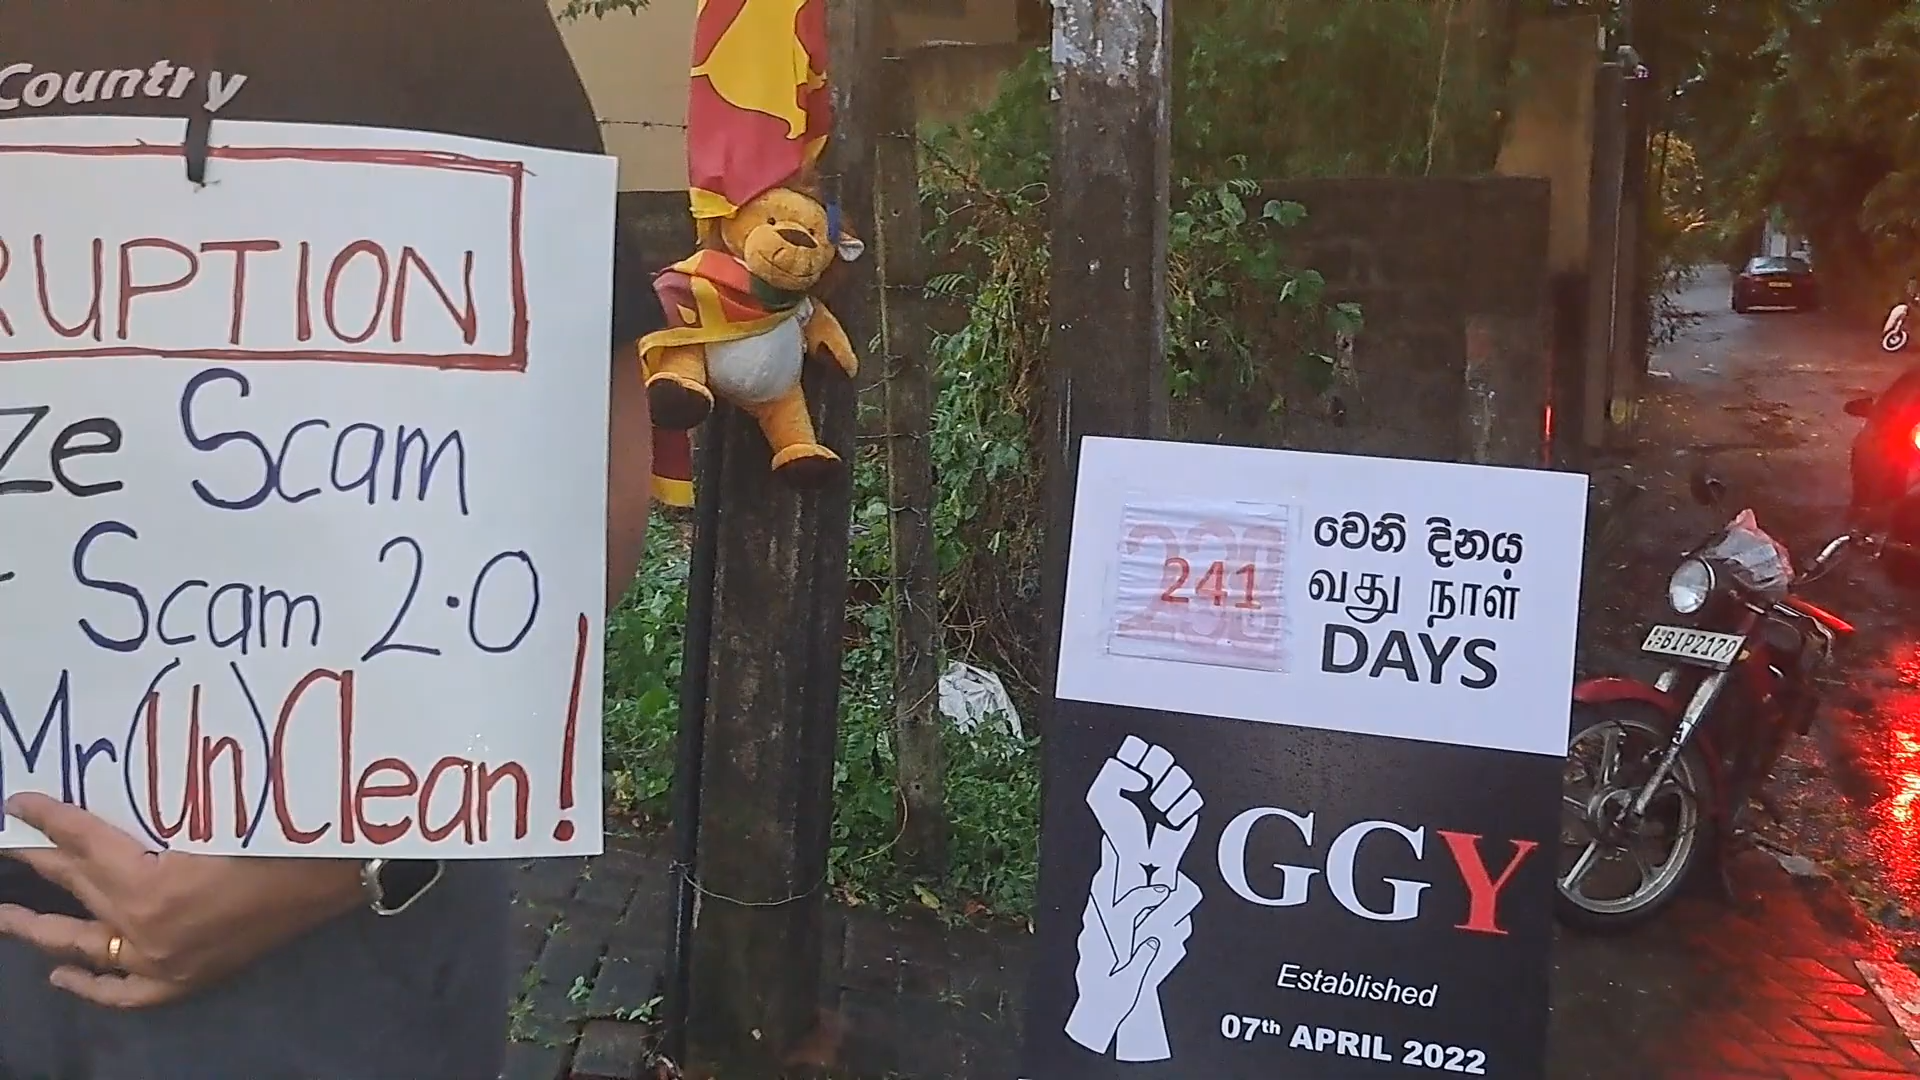 Country
RUPTION
ze Scam
Scam 2.0
Mr(Un)Clean!
241
වෙනි දිනය
வது நாள்
DAYS
GGY
Established
07th APRIL 2022
BIP2179